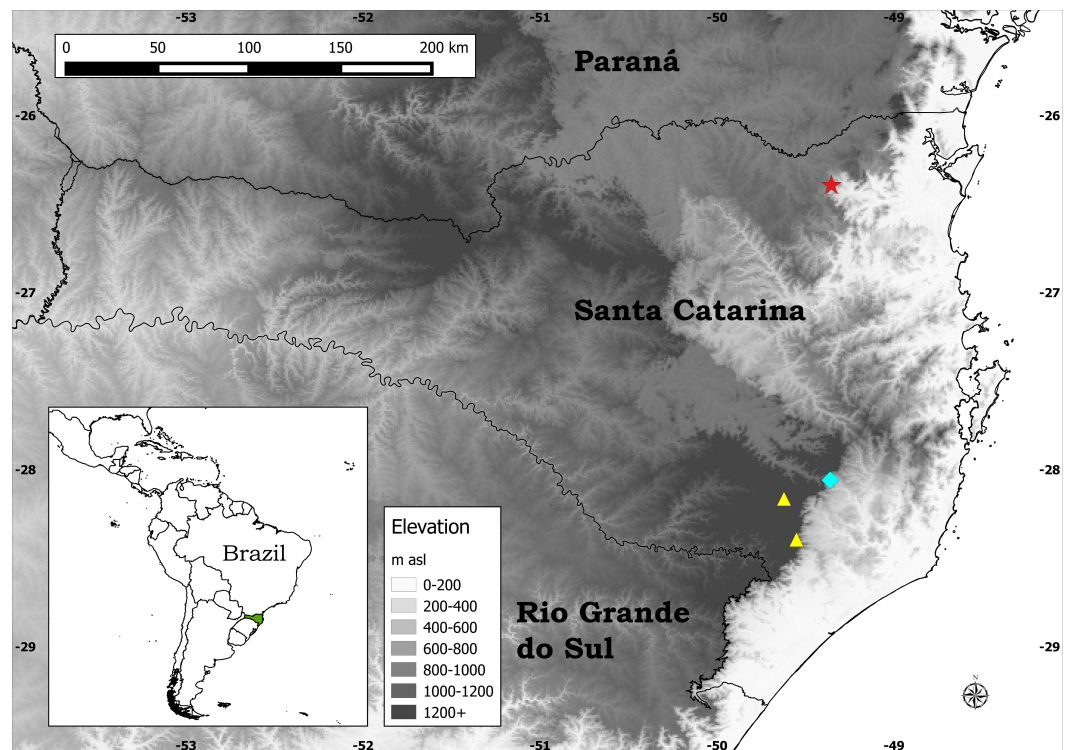 -53 -52 -51 -50 -49
0 50 100 150 200 km
Paraná
-26 -26
-27 -27
Santa Catarina
-28 -28
Brazil
Elevation
m asl
0-200
200-400
400-600
600-800
800-1000
1000-1200
1200+
Rio Grande
do Sul
-29 -29
N
-53 -52 -51 -50 -49